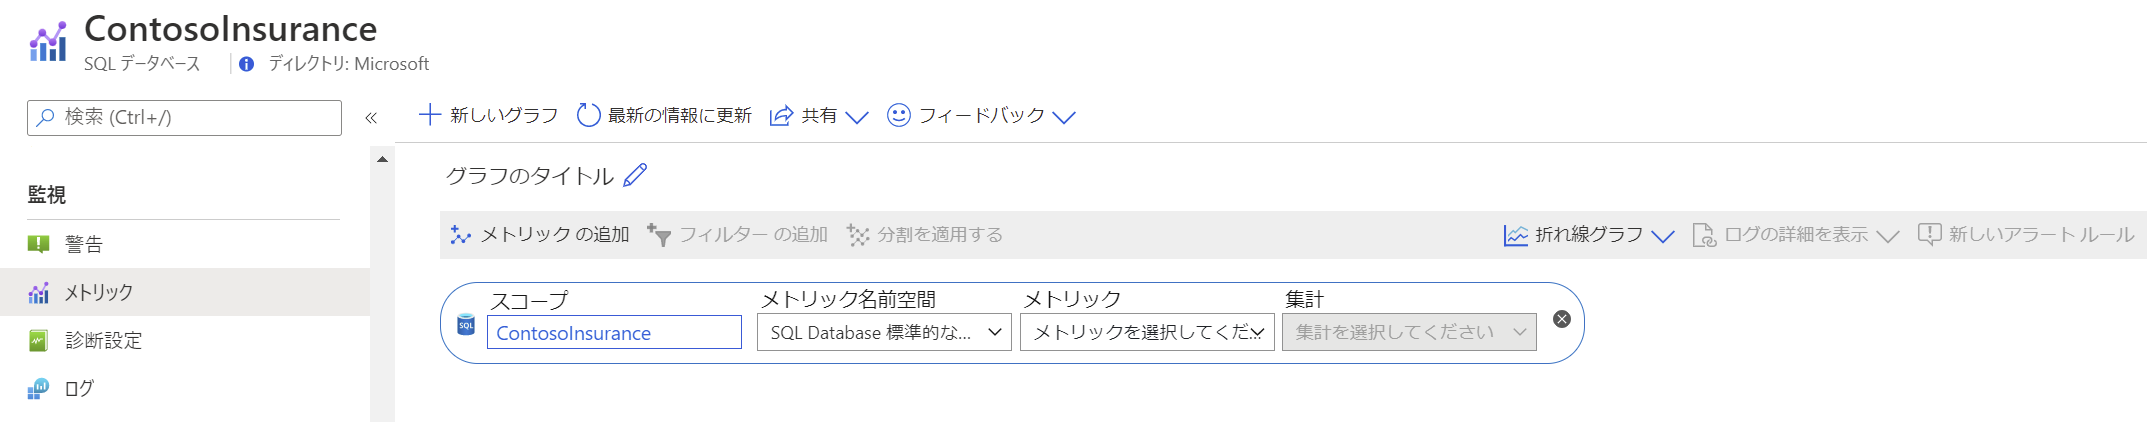 ContosoInsurance
SQL データベース ディレクトリ: Microsoft
検索 (Ctrl+/)
新しいグラフ 最新の情報に更新 共有 フィードバック
グラフのタイトル
監視
メトリック の追加 フィルター の追加 分割を適用する 折れ線グラフ ログの詳細を表示 新しいアラート ルール
警告
メトリック
診断設定
ログ
スコープ メトリック名前空間 メトリック 集計
ContosoInsurance SQL Database 標準的な... メトリックを選択してくだ... 集計を選択してください